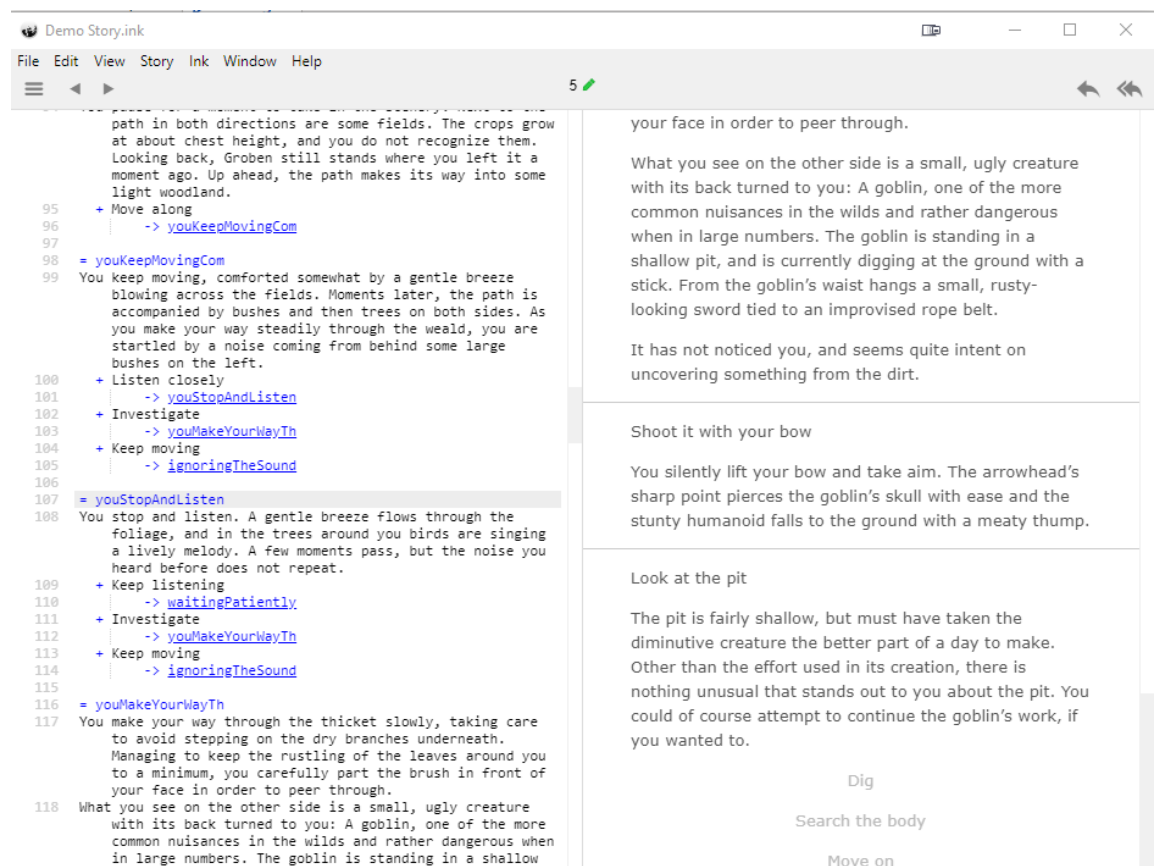 Demo Story.ink
File Edit View Story Ink Window Help
5
path in both directions are some fields. The crops grow
at about chest height, and you do not recognize them.
Looking back, Groben still stands where you left it a
moment ago. Up ahead, the path makes its way into some
light woodland.
95 + Move along
96 -> youKeepMovingCom
97
98 = youKeepMovingCom
99 You keep moving, comforted somewhat by a gentle breeze
blowing across the fields. Moments later, the path is
accompanied by bushes and then trees on both sides. As
you make your way steadily through the weald, you are
startled by a noise coming from behind some large
bushes on the left.
100 + Listen closely
101 -> youStopAndListen
102 + Investigate
103 -> youMakeYourWayTh
104 + Keep moving
105 -> ignoringTheSound
106
107 = youStopAndListen
108 You stop and listen. A gentle breeze flows through the
foliage, and in the trees around you birds are singing
a lively melody. A few moments pass, but the noise you
heard before does not repeat.
109 + Keep listening
110 -> waitingPatiently
111 + Investigate
112 -> youMakeYourWayTh
113 + Keep moving
114 -> ignoringTheSound
115
116 = youMakeYourWayTh
117 You make your way through the thicket slowly, taking care
to avoid stepping on the dry branches underneath.
Managing to keep the rustling of the leaves around you
to a minimum, you carefully part the brush in front of
your face in order to peer through.
118 What you see on the other side is a small, ugly creature
with its back turned to you: A goblin, one of the more
common nuisances in the wilds and rather dangerous when
in large numbers. The goblin is standing in a shallow
your face in order to peer through.
What you see on the other side is a small, ugly creature
with its back turned to you: A goblin, one of the more
common nuisances in the wilds and rather dangerous
when in large numbers. The goblin is standing in a
shallow pit, and is currently digging at the ground with a
stick. From the goblin’s waist hangs a small, rusty-
looking sword tied to an improvised rope belt.
It has not noticed you, and seems quite intent on
uncovering something from the dirt.
Shoot it with your bow
You silently lift your bow and take aim. The arrowhead’s
sharp point pierces the goblin’s skull with ease and the
stunty humanoid falls to the ground with a meaty thump.
Look at the pit
The pit is fairly shallow, but must have taken the
diminutive creature the better part of a day to make.
Other than the effort used in its creation, there is
nothing unusual that stands out to you about the pit. You
could of course attempt to continue the goblin’s work, if
you wanted to.
Dig
Search the body
Move on